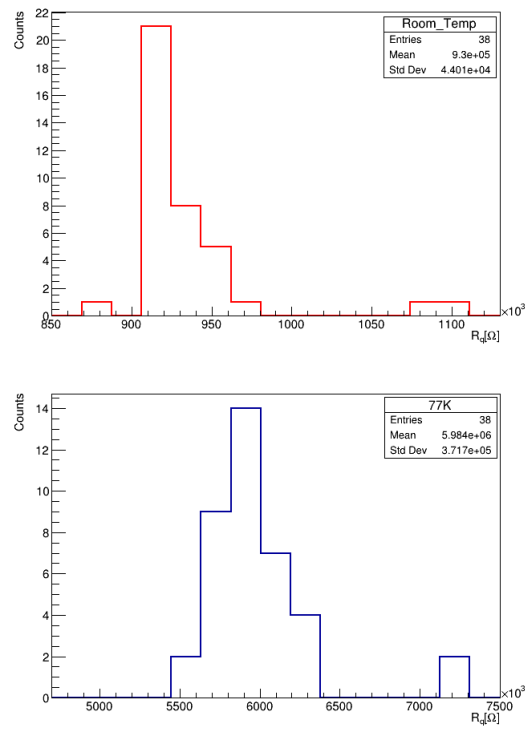 Counts
22
20
18
16
14
12
10
8
6
4
2
0
Room_Temp
Entries 38
Mean 9.3e+05
Std Dev 4.401e+04
850 900 950 1000 1050 1100
×10³
R_q[Ω]
Counts
14
12
10
8
6
4
2
0
77K
Entries 38
Mean 5.984e+06
Std Dev 3.717e+05
5000 5500 6000 6500 7000 7500
×10³
R_q[Ω]